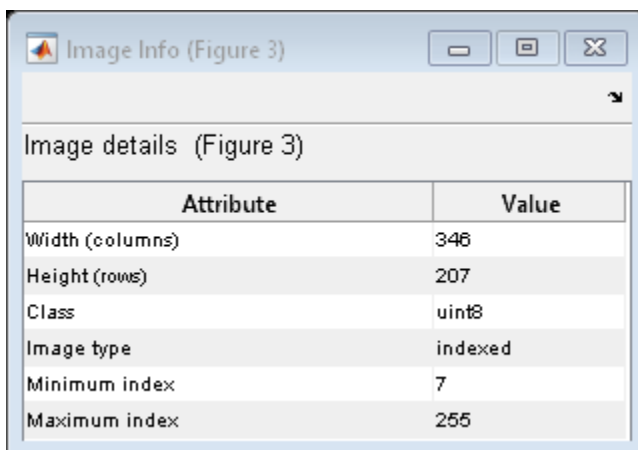 Image Info (Figure 3)
Image details (Figure 3)
Attribute Value
Width (columns) 346
Height (rows) 207
Class uint8
Image type indexed
Minimum index 7
Maximum index 255